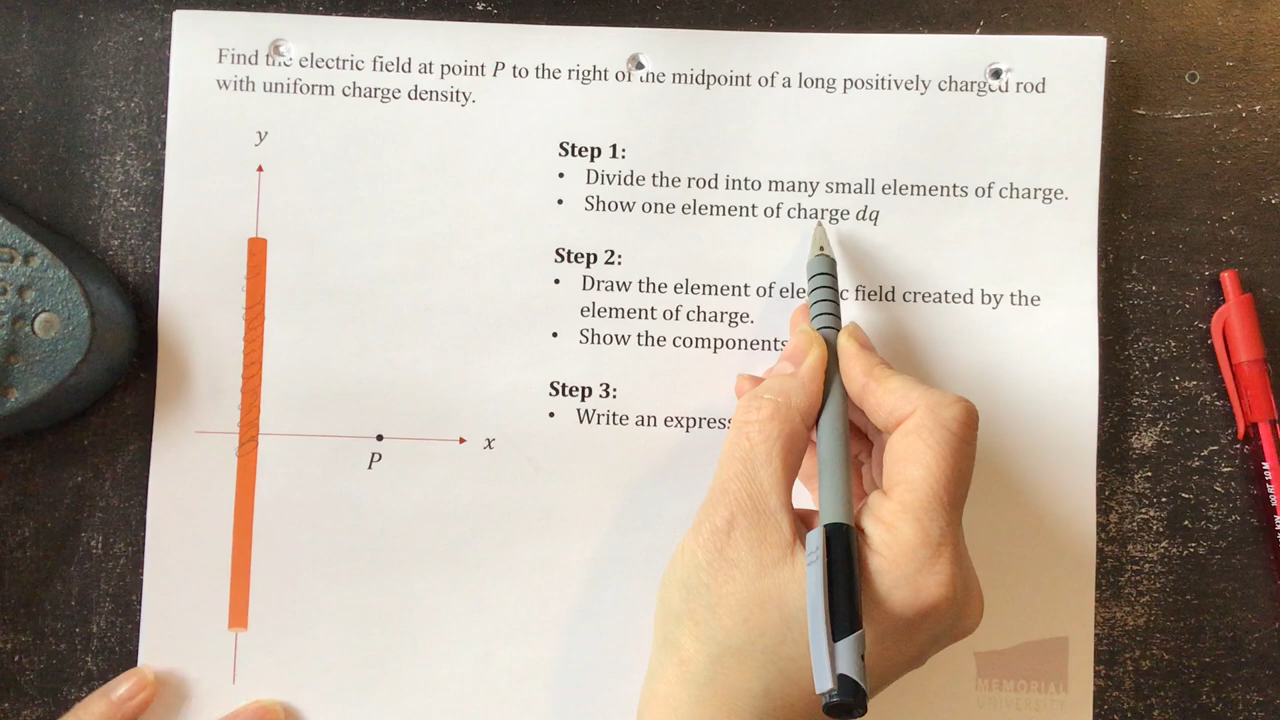 Find the electric field at point P to the right of the midpoint of a long positively charged rod
with uniform charge density.
y
Step 1:
• Divide the rod into many small elements of charge.
• Show one element of charge dq
Step 2:
• Draw the element of ele c field created by the
element of charge.
• Show the components
Step 3:
• Write an express
x
P
MEMORIAL
UNIVERSITY